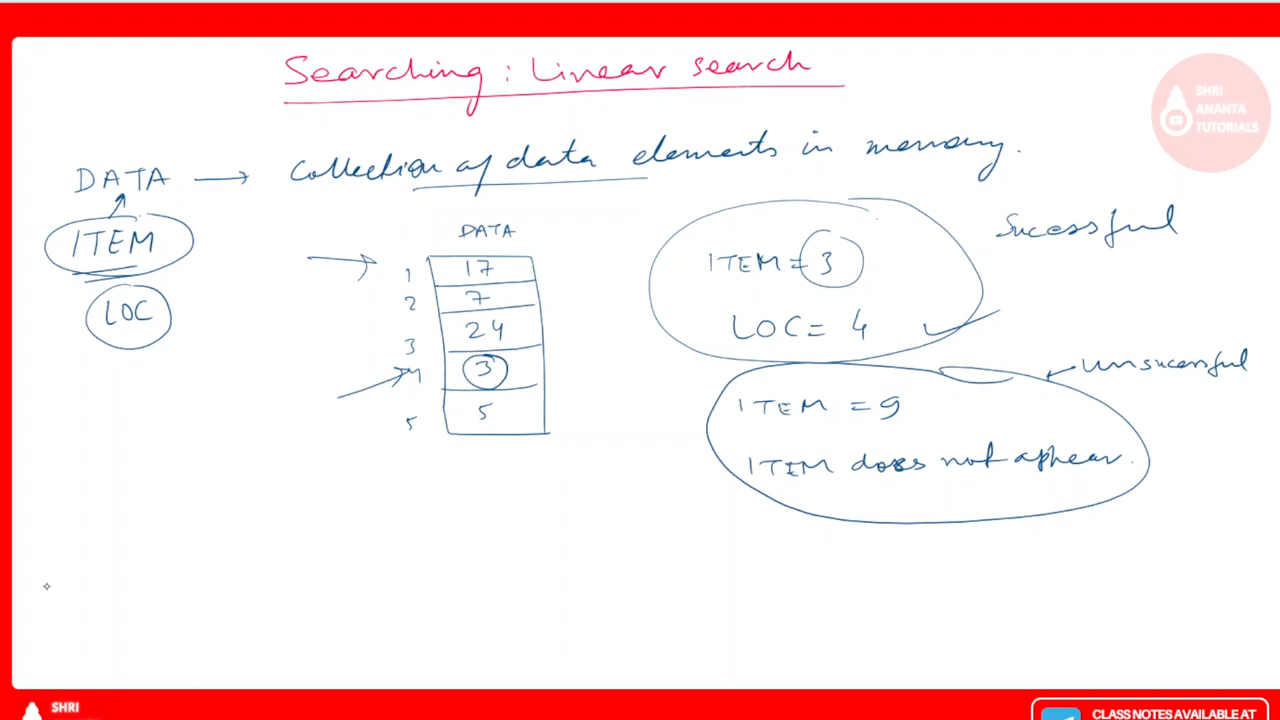 Searching : Linear search
SHRI
ANANTA
TUTORIALS
DATA → Collection of data elements in memory.
ITEM
LOC
DATA
1 17
2 7
3 24
4 3
5 5
Sucessful
ITEM = 3
LOC = 4
Unsucessful
ITEM = 9
ITEM does not appear.
SHRI
CLASS NOTES AVAILABLE AT